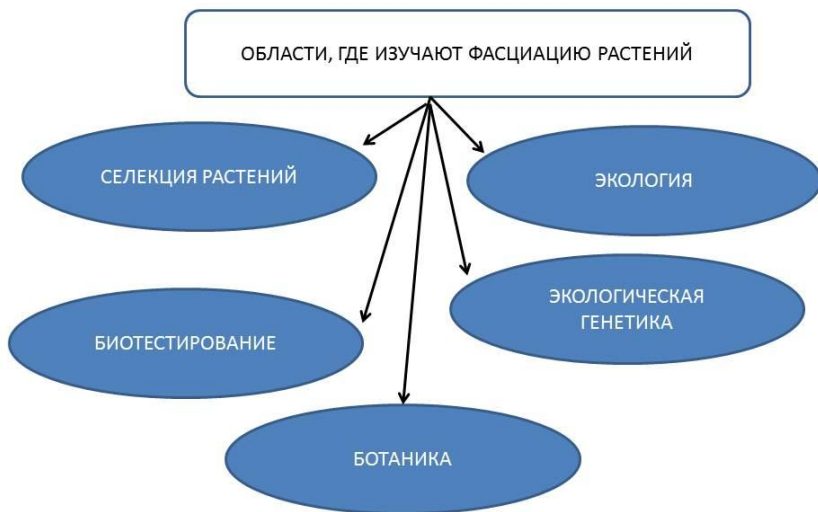 ОБЛАСТИ, ГДЕ ИЗУЧАЮТ ФАСЦИАЦИЮ РАСТЕНИЙ
СЕЛЕКЦИЯ РАСТЕНИЙ
ЭКОЛОГИЯ
ЭКОЛОГИЧЕСКАЯ
ГЕНЕТИКА
БИОТЕСТИРОВАНИЕ
БОТАНИКА